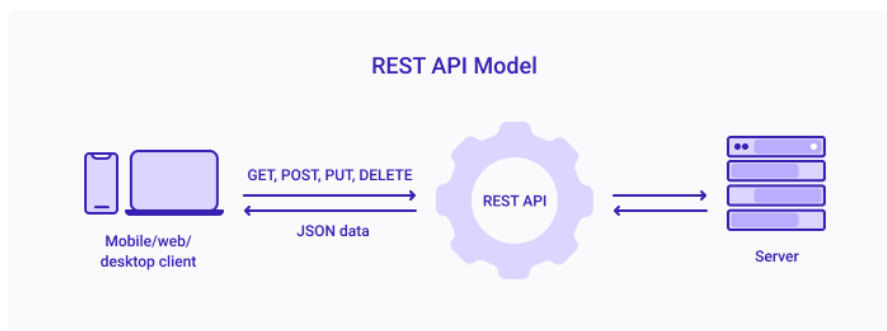 REST API Model
GET, POST, PUT, DELETE
REST API
JSON data
Mobile/web/
desktop client
Server